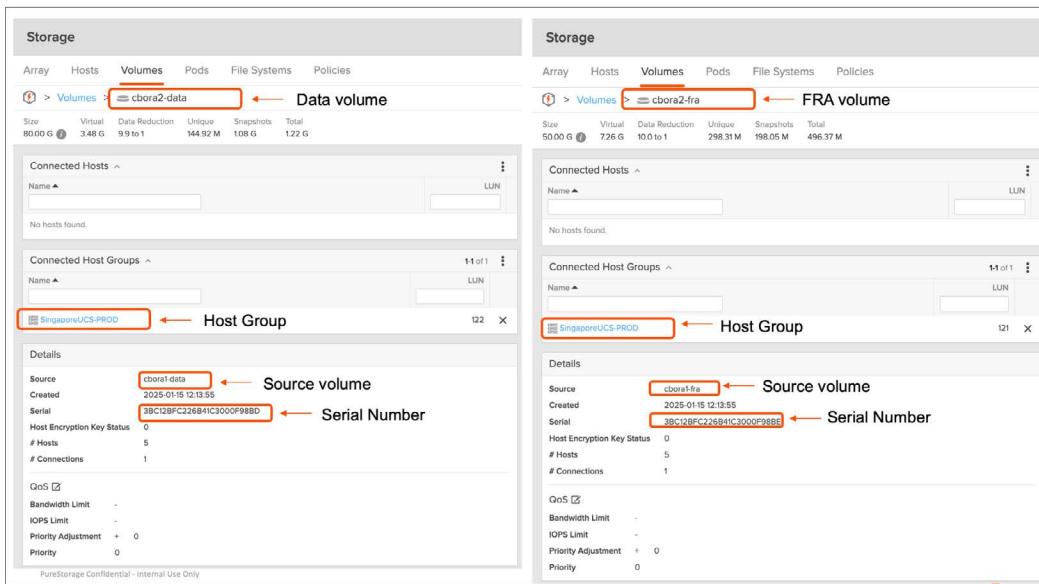 Storage
Array Hosts Volumes Pods File Systems Policies
> Volumes > cbora2-data Data volume
Size Virtual Data Reduction Unique Snapshots Total
80.00 G 3.48 G 9.9 to 1 144.92 M 1.08 G 1.22 G
Connected Hosts
Name LUN
No hosts found.
Connected Host Groups 1-1 of 1
Name LUN
SingaporeUCS-PROD Host Group 122 X
Details
Source cbora1-data Source volume
Created 2025-01-15 12:13:55
Serial 3BC12BFC226B41C3000F98BD Serial Number
Host Encryption Key Status 0
# Hosts 5
# Connections 1
QoS
Bandwidth Limit -
IOPS Limit -
Priority Adjustment + 0
Priority 0
PureStorage Confidential - Internal Use Only
Storage
Array Hosts Volumes Pods File Systems Policies
> Volumes > cbora2-fra FRA volume
Size Virtual Data Reduction Unique Snapshots Total
50.00 G 7.26 G 10.0 to 1 298.31 M 198.05 M 496.37 M
Connected Hosts
Name LUN
No hosts found.
Connected Host Groups 1-1 of 1
Name LUN
SingaporeUCS-PROD Host Group 121 X
Details
Source cbora1-fra Source volume
Created 2025-01-15 12:13:55
Serial 3BC12BFC226B41C3000F98BE Serial Number
Host Encryption Key Status 0
# Hosts 5
# Connections 1
QoS
Bandwidth Limit -
IOPS Limit -
Priority Adjustment + 0
Priority 0